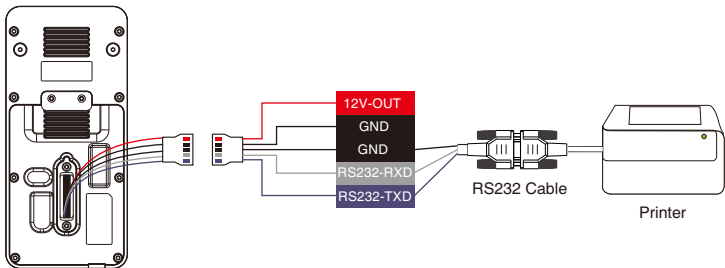 12V-OUT
GND
GND
RS232-RXD
RS232-TXD
RS232 Cable
Printer